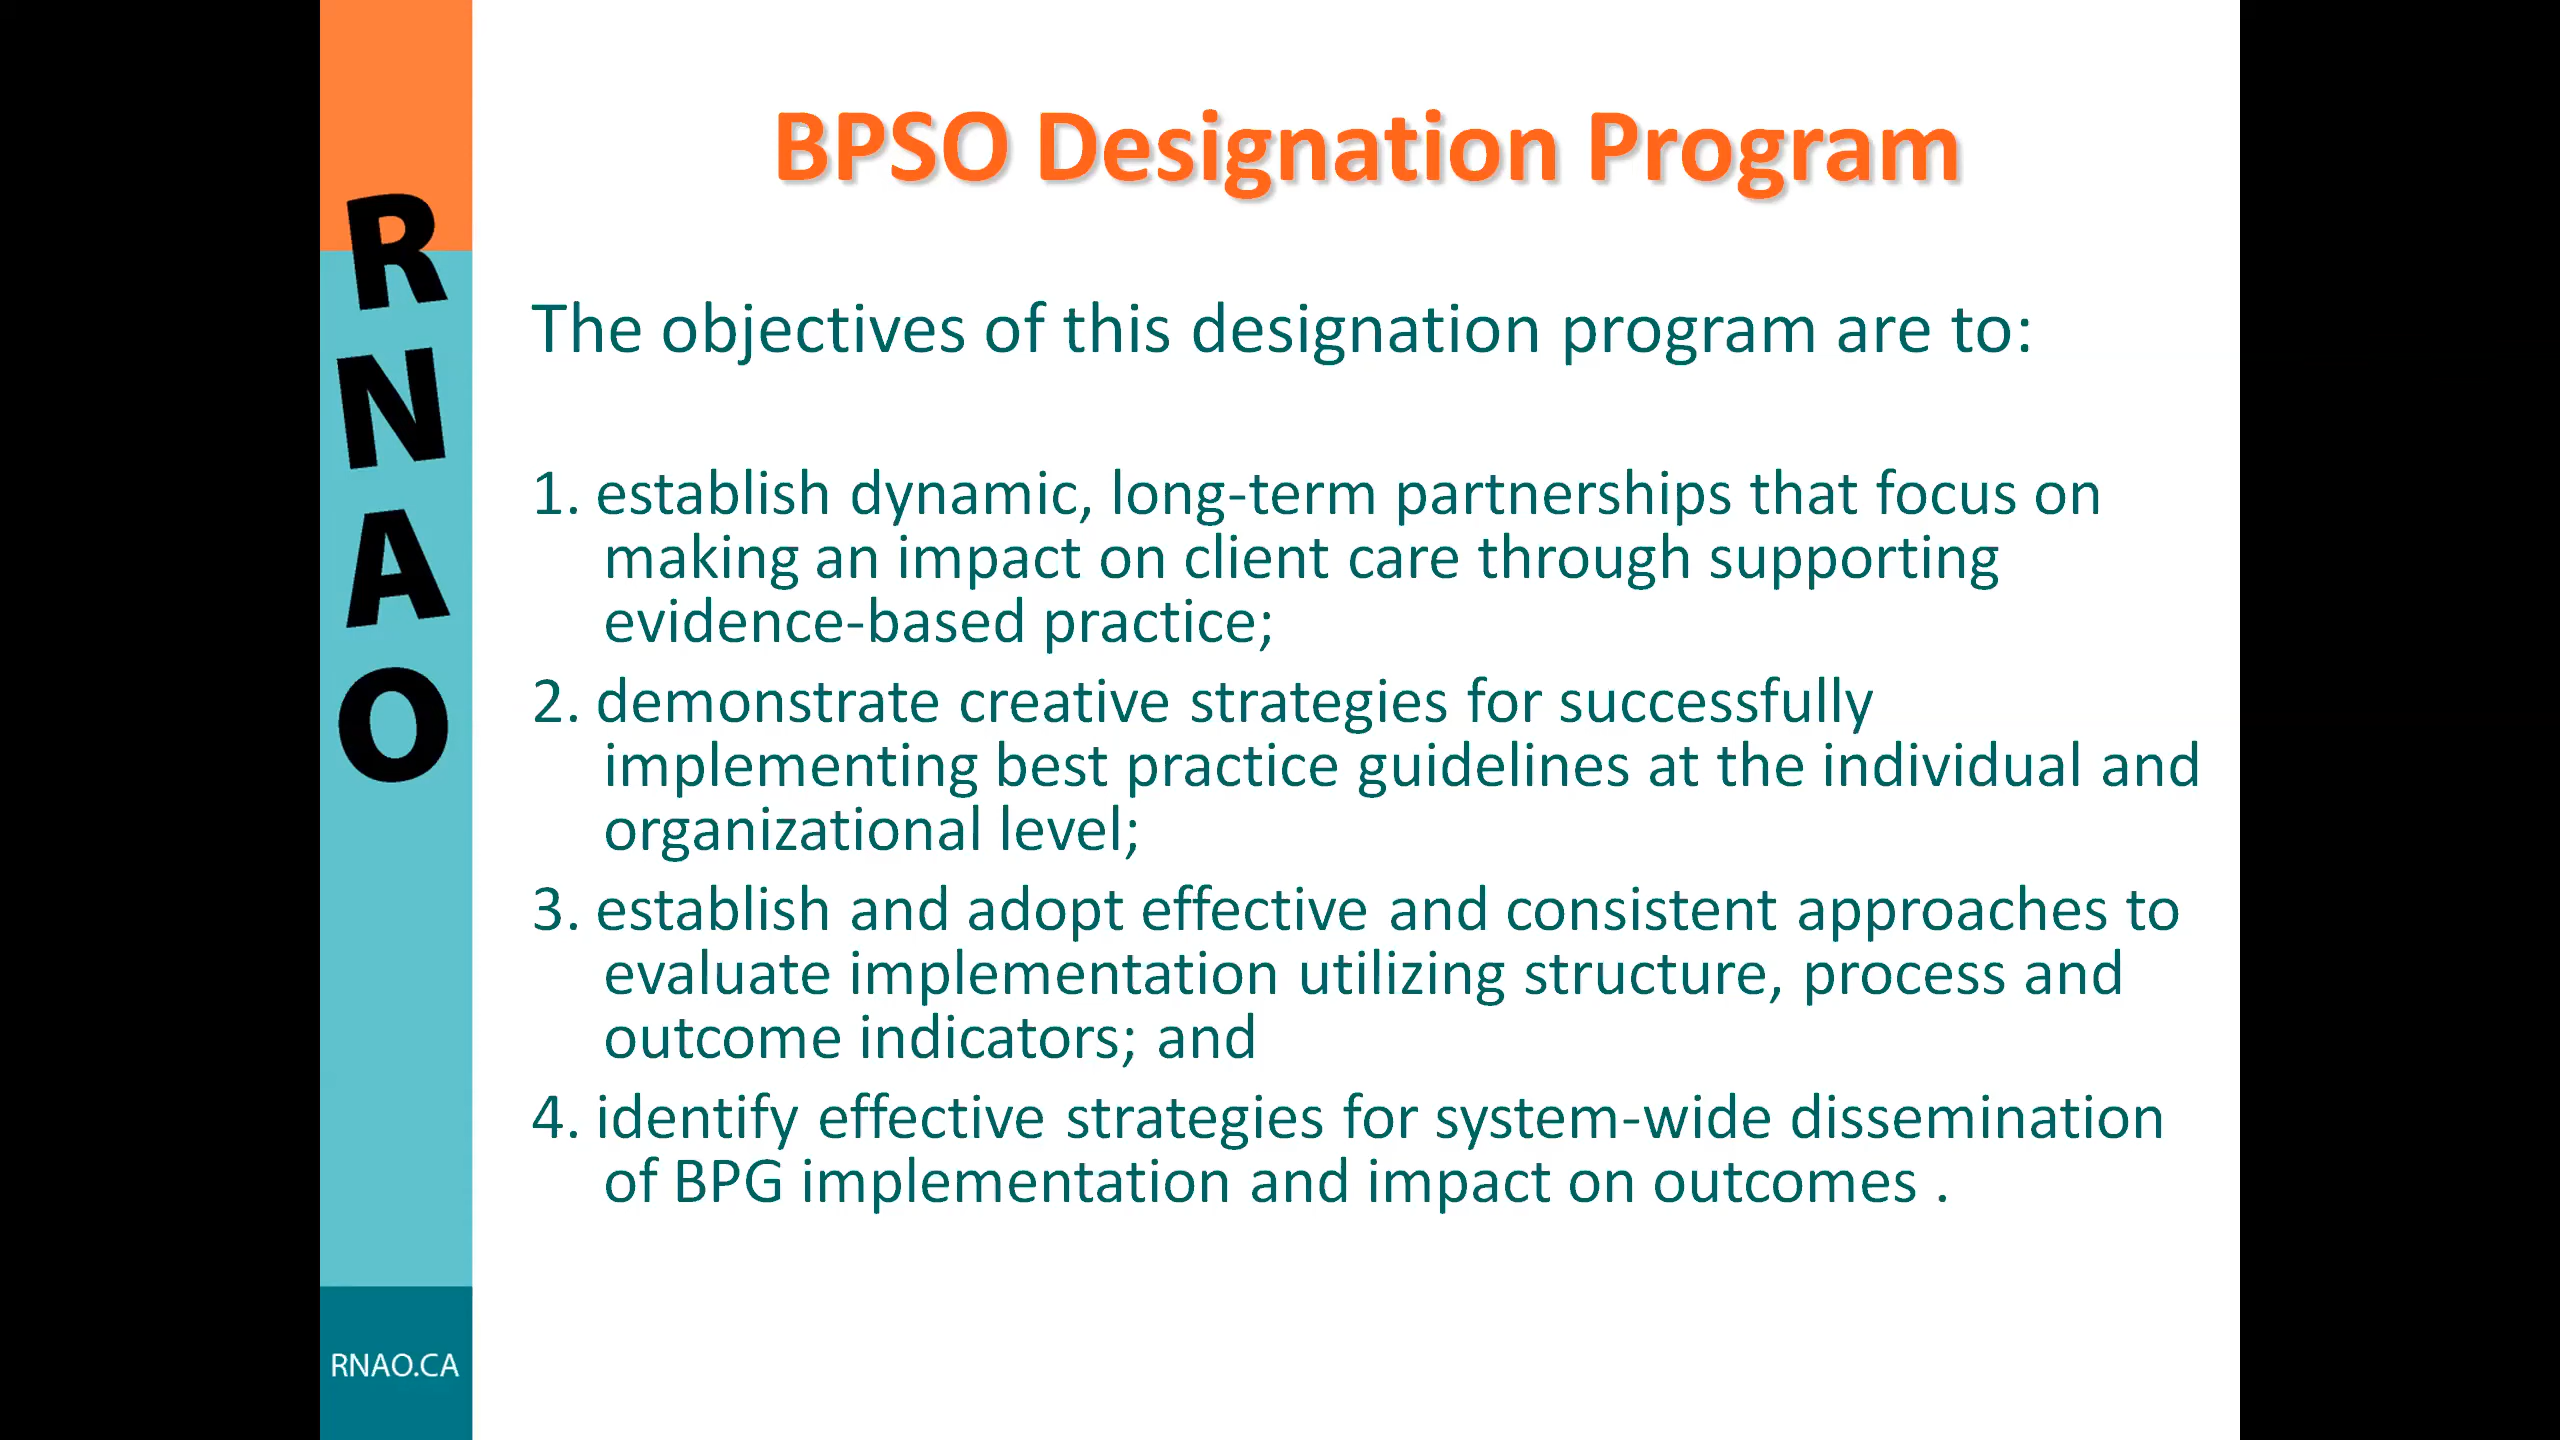 BPSO Designation Program
The objectives of this designation program are to:
1. establish dynamic, long-term partnerships that focus on
making an impact on client care through supporting
evidence-based practice;
2. demonstrate creative strategies for successfully
implementing best practice guidelines at the individual and
organizational level;
3. establish and adopt effective and consistent approaches to
evaluate implementation utilizing structure, process and
outcome indicators; and
4. identify effective strategies for system-wide dissemination
of BPG implementation and impact on outcomes .
R
N
A
O
RNAO.CA